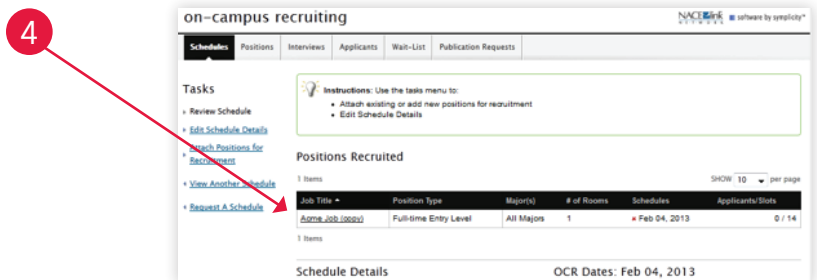 on-campus recruiting
NACElink software by symplicity*
NETWORK
4
Schedules Positions Interviews Applicants Wait-List Publication Requests
Tasks
Review Schedule
Edit Schedule Details
Attach Positions for
Recruitment
View Another Schedule
Request A Schedule
Instructions: Use the tasks menu to:
• Attach existing or add new positions for recruitment
• Edit Schedule Details
Positions Recruited
1 Items
SHOW 10 per page
Job Title Position Type Major(s) # of Rooms Schedules Applicants/Slots
Acme Job (copy) Full-time Entry Level All Majors 1 Feb 04, 2013 0 / 14
1 Items
Schedule Details OCR Dates: Feb 04, 2013